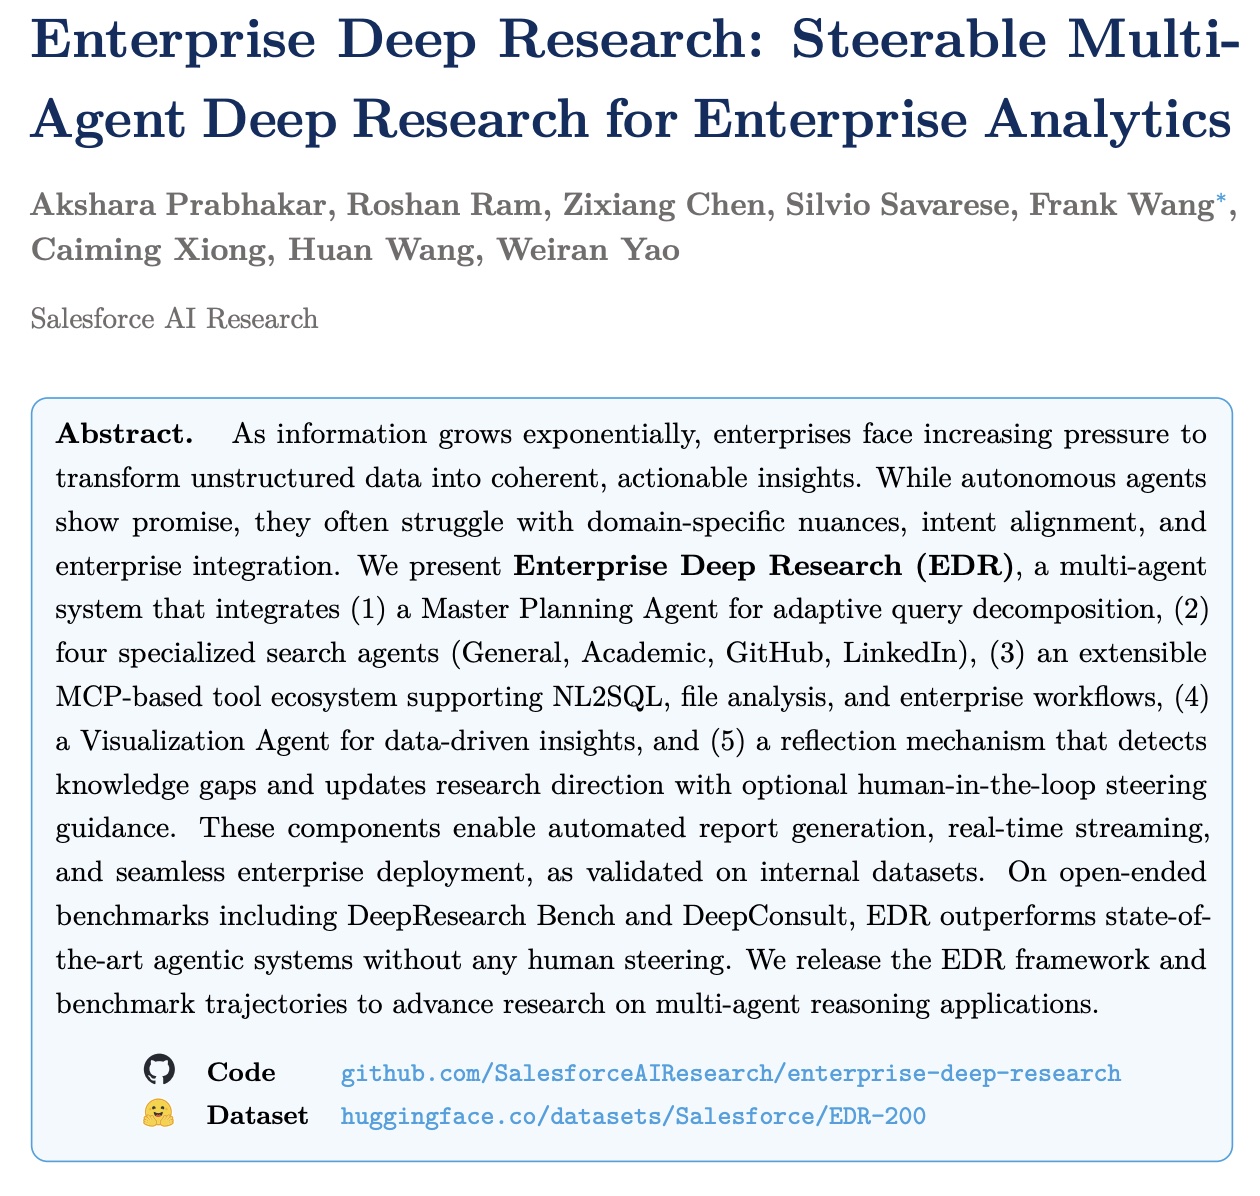 Enterprise Deep Research: Steerable Multi-
Agent Deep Research for Enterprise Analytics
Akshara Prabhakar, Roshan Ram, Zixiang Chen, Silvio Savarese, Frank Wang*,
Caiming Xiong, Huan Wang, Weiran Yao
Salesforce AI Research
Abstract. As information grows exponentially, enterprises face increasing pressure to
transform unstructured data into coherent, actionable insights. While autonomous agents
show promise, they often struggle with domain-specific nuances, intent alignment, and
enterprise integration. We present Enterprise Deep Research (EDR), a multi-agent
system that integrates (1) a Master Planning Agent for adaptive query decomposition, (2)
four specialized search agents (General, Academic, GitHub, LinkedIn), (3) an extensible
MCP-based tool ecosystem supporting NL2SQL, file analysis, and enterprise workflows, (4)
a Visualization Agent for data-driven insights, and (5) a reflection mechanism that detects
knowledge gaps and updates research direction with optional human-in-the-loop steering
guidance. These components enable automated report generation, real-time streaming,
and seamless enterprise deployment, as validated on internal datasets. On open-ended
benchmarks including DeepResearch Bench and DeepConsult, EDR outperforms state-of-
the-art agentic systems without any human steering. We release the EDR framework and
benchmark trajectories to advance research on multi-agent reasoning applications.
Code github.com/SalesforceAIResearch/enterprise-deep-research
Dataset huggingface.co/datasets/Salesforce/EDR-200